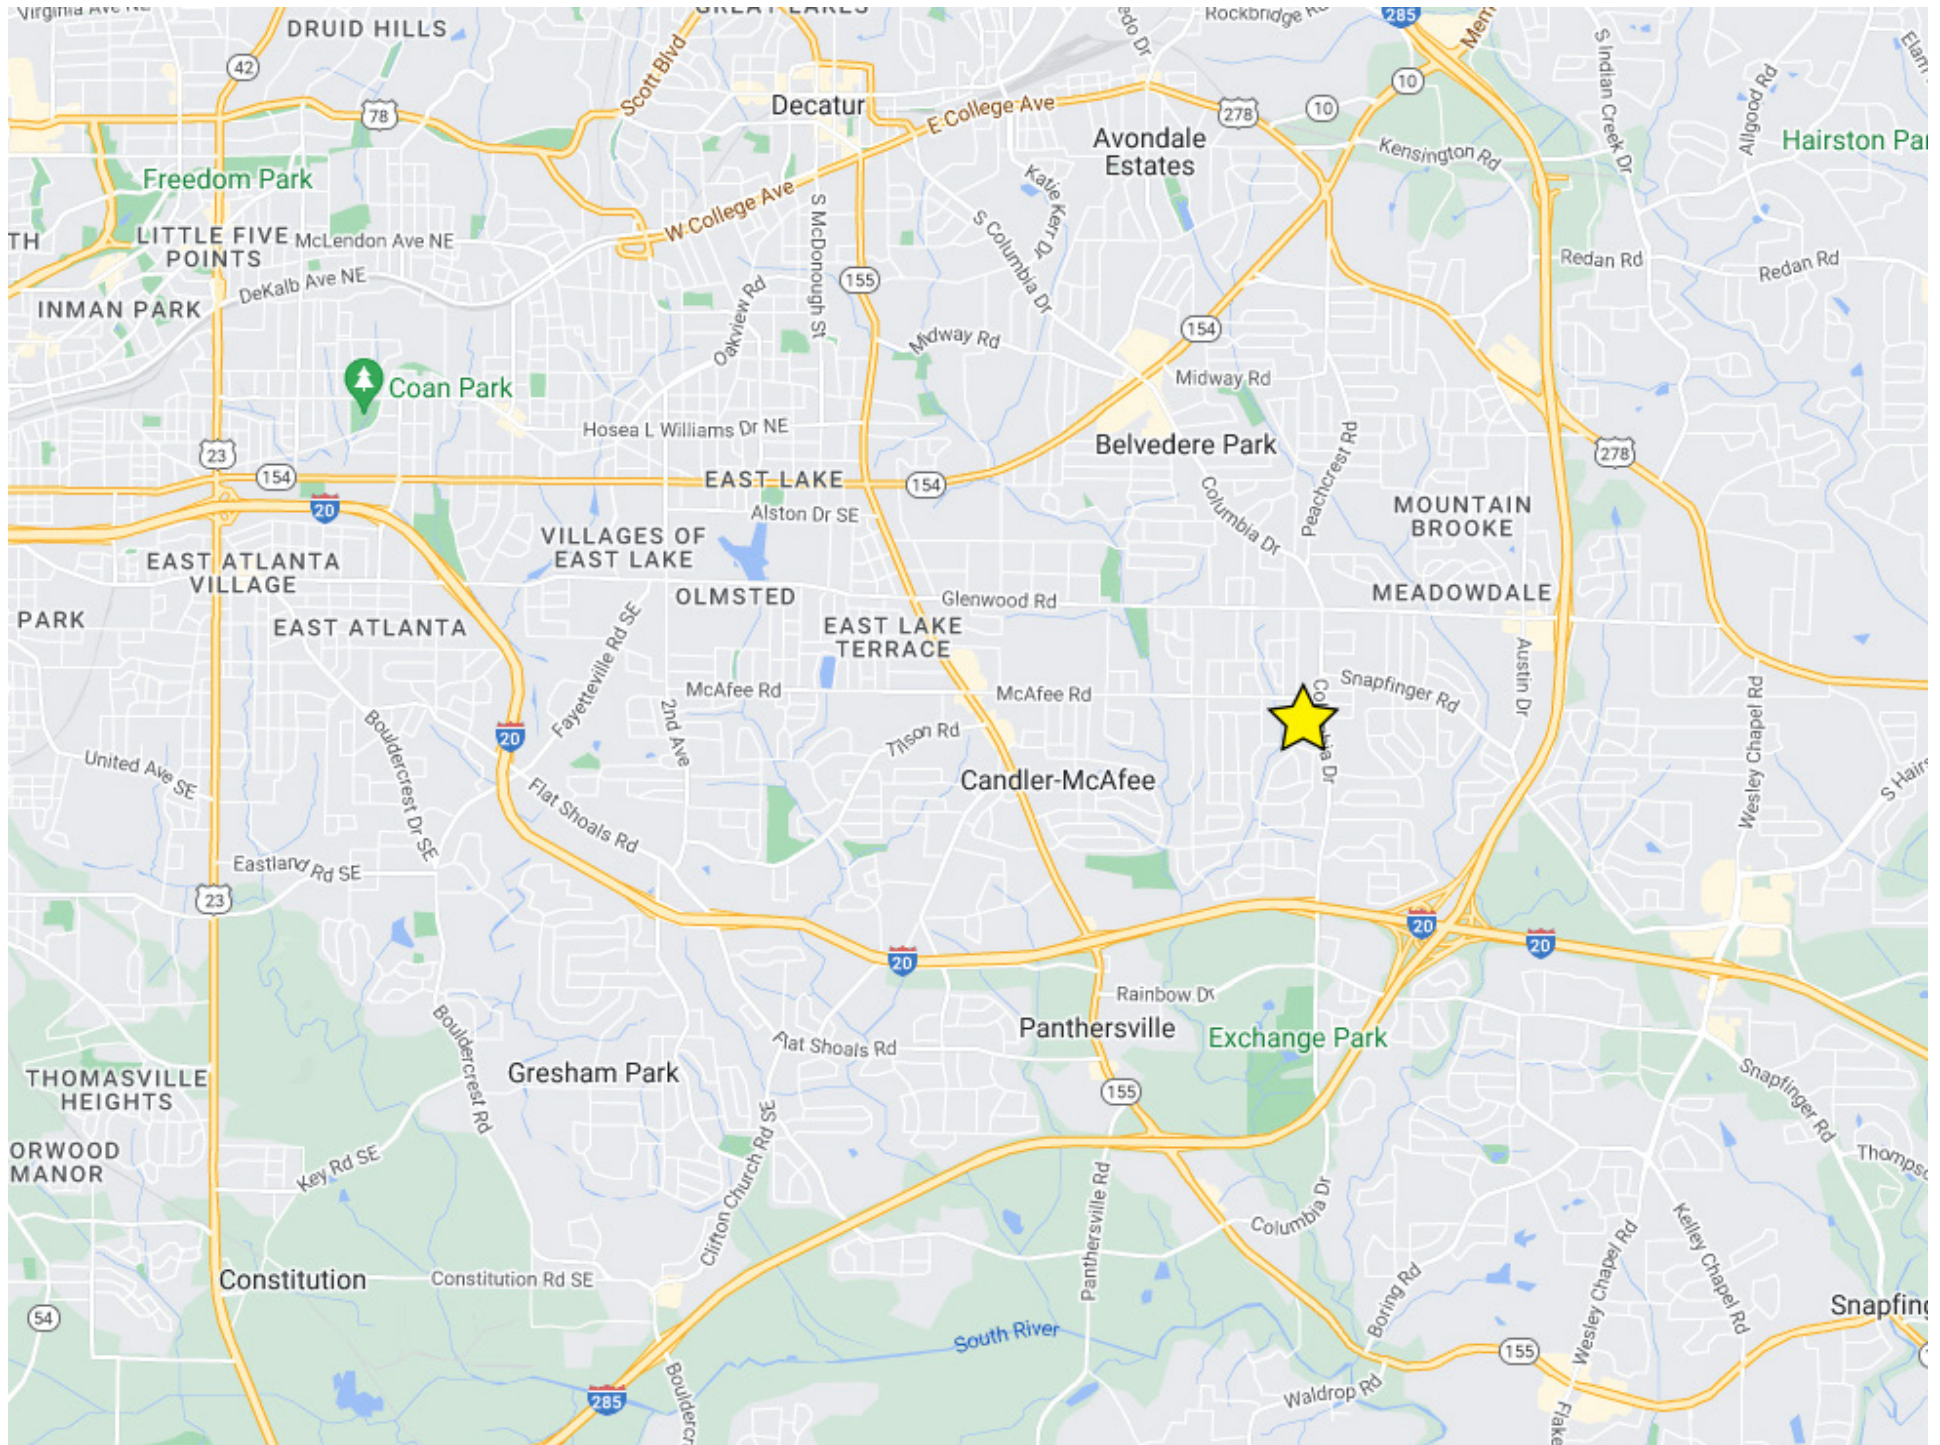 Virginia Ave NE
DRUID HILLS
GREAT LAKES
Scott Blvd
Rockbridge Rd
285
S Indian Creek Dr
Allgood Rd
42
78
Decatur
E College Ave
278
10
10
Avondale
Estates
Kensington Rd
Hairston Par
Freedom Park
Katie Kerr Dr
S McDonough St
W College Ave
S Columbia Dr
TH
LITTLE FIVE
POINTS
McLendon Ave NE
DeKalb Ave NE
INMAN PARK
155
Redan Rd
Redan Rd
Oakview Rd
Midway Rd
154
Midway Rd
Coan Park
Hosea L Williams Dr NE
Belvedere Park
Peachcrest Rd
23
154
EAST LAKE
154
278
20
Alston Dr SE
Columbia Dr
MOUNTAIN
BROOKE
VILLAGES OF
EAST LAKE
EAST ATLANTA
VILLAGE
OLMSTED
Glenwood Rd
MEADOWDALE
PARK
EAST ATLANTA
EAST LAKE
TERRACE
Fayetteville Rd SE
Austin Dr
McAfee Rd
McAfee Rd
Snapfinger Rd
Columbia Dr
Wesley Chapel Rd
2nd Ave
Tilson Rd
20
Bouldercrest Dr SE
United Ave SE
Candler-McAfee
S Hairs
Flat Shoals Rd
Eastland Rd SE
23
20
20
20
Rainbow Dr
Panthersville
Exchange Park
Bouldercrest Rd
Flat Shoals Rd
Gresham Park
THOMASVILLE
HEIGHTS
155
Snapfinger Rd
ORWOOD
MANOR
Key Rd SE
Clifton Church Rd SE
Thompso
Panthersville Rd
Columbia Dr
Kelley Chapel Rd
Wesley Chapel Rd
Constitution
Constitution Rd SE
Boring Rd
54
Snapfing
South River
155
285
Bouldercr
Waldrop Rd
Flake